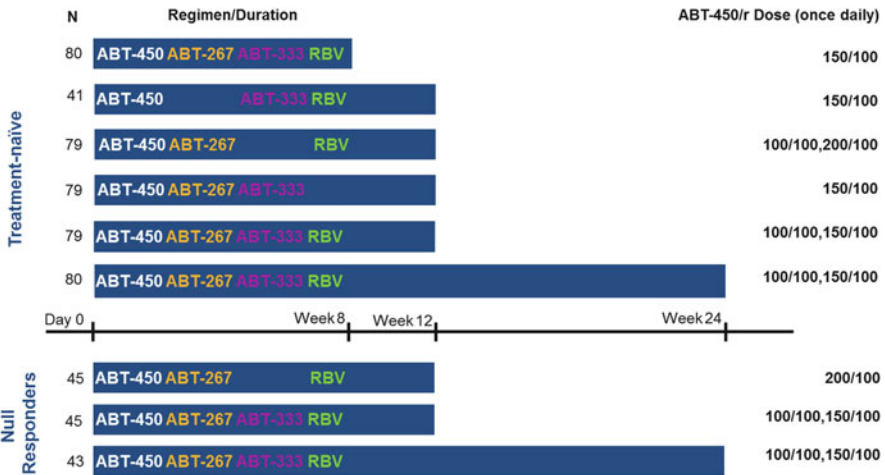 N Regimen/Duration ABT-450/r Dose (once daily)
Treatment-naïve
80 ABT-450 ABT-267 ABT-333 RBV 150/100
41 ABT-450 ABT-333 RBV 150/100
79 ABT-450 ABT-267 RBV 100/100,200/100
79 ABT-450 ABT-267 ABT-333 150/100
79 ABT-450 ABT-267 ABT-333 RBV 100/100,150/100
80 ABT-450 ABT-267 ABT-333 RBV 100/100,150/100
Day 0 Week 8 Week 12 Week 24
Null
Responders
45 ABT-450 ABT-267 RBV 200/100
45 ABT-450 ABT-267 ABT-333 RBV 100/100,150/100
43 ABT-450 ABT-267 ABT-333 RBV 100/100,150/100